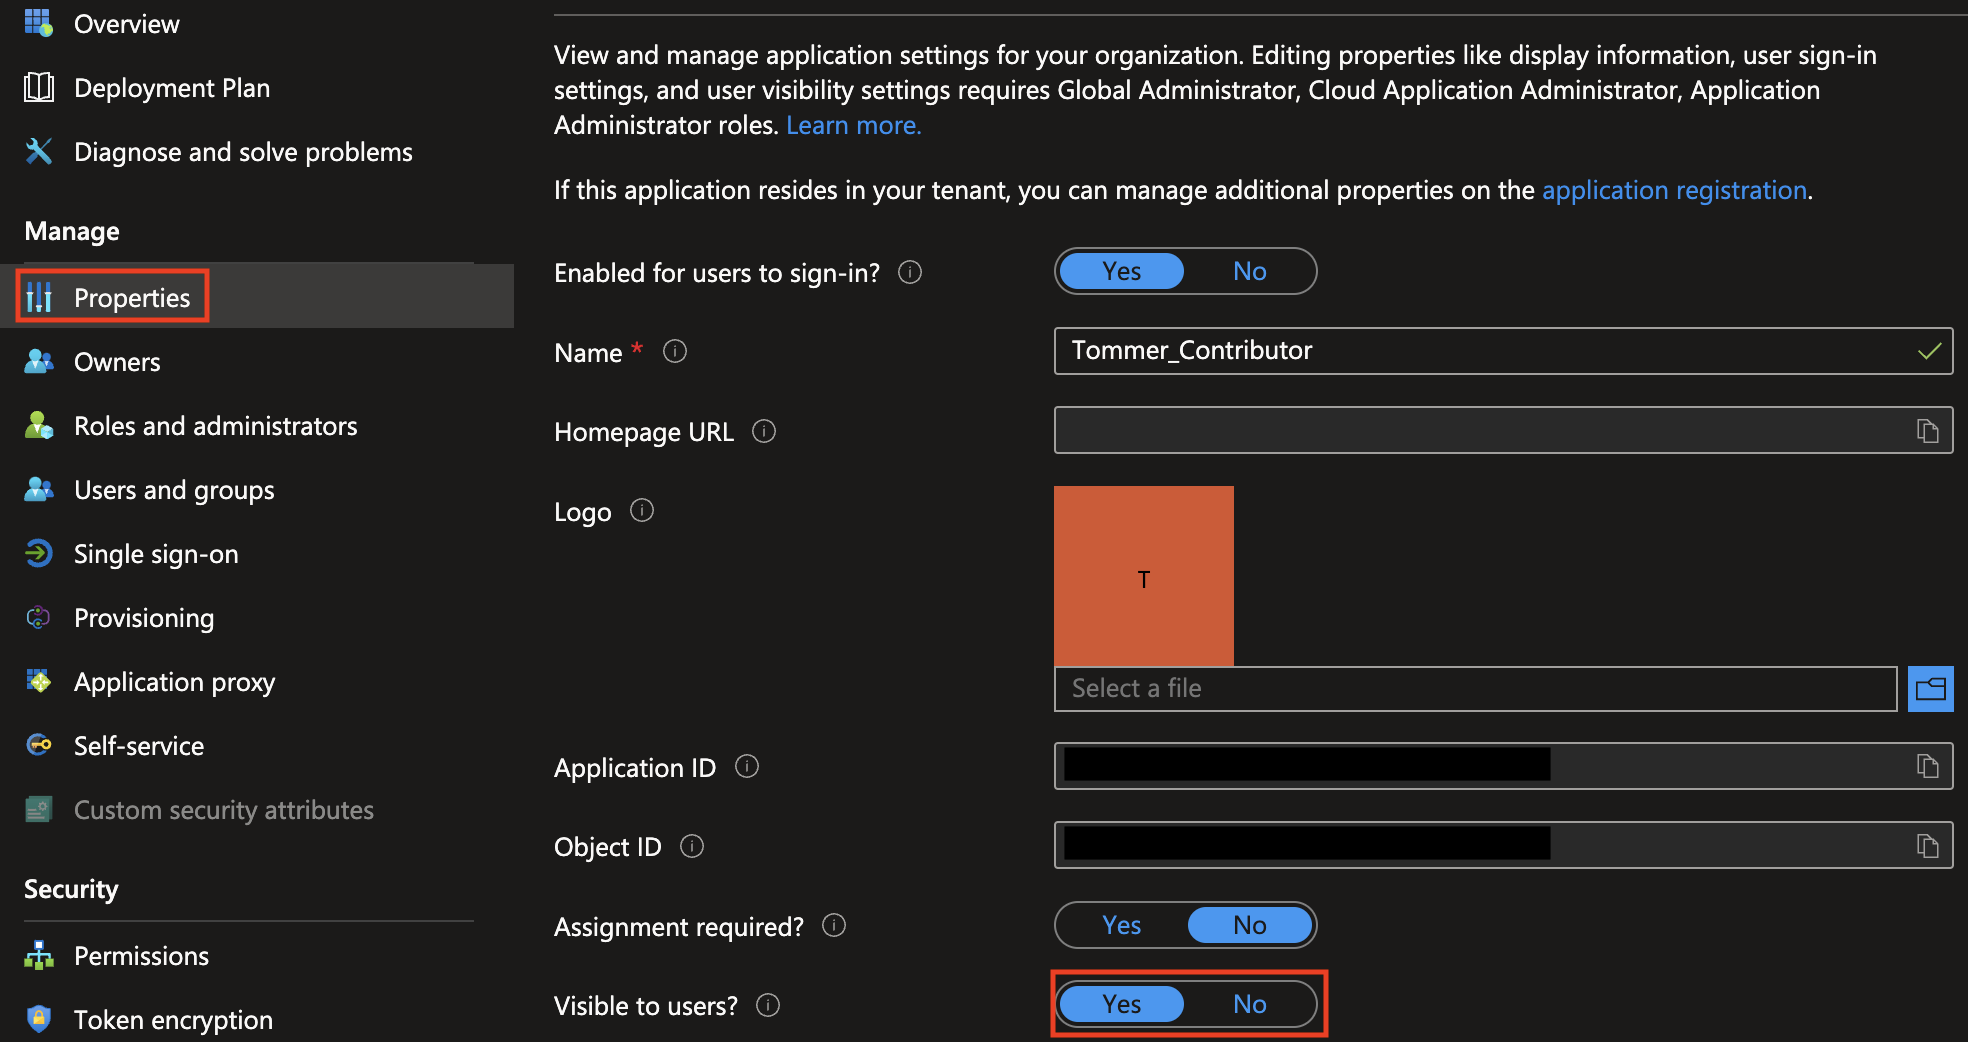 Overview
Deployment Plan
Diagnose and solve problems
Manage
Properties
Owners
Roles and administrators
Users and groups
Single sign-on
Provisioning
Application proxy
Self-service
Custom security attributes
Security
Permissions
Token encryption
View and manage application settings for your organization. Editing properties like display information, user sign-in
settings, and user visibility settings requires Global Administrator, Cloud Application Administrator, Application
Administrator roles. Learn more.
If this application resides in your tenant, you can manage additional properties on the application registration.
Enabled for users to sign-in? Yes No
Name * Tommer_Contributor
Homepage URL
Logo
T
Select a file
Application ID
Object ID
Assignment required? Yes No
Visible to users? Yes No